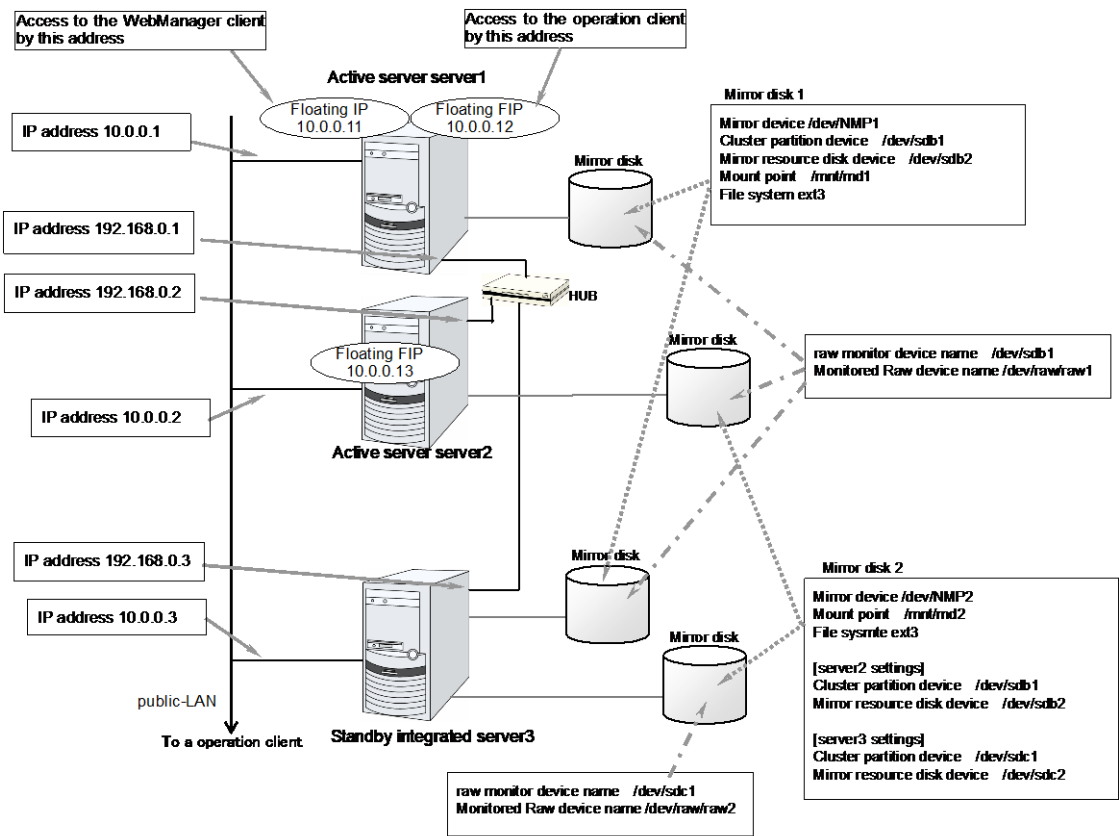 Access to the WebManager client
by this address
Access to the operation client
by this address
Active server server1
Floating IP
10.0.0.11
Floating FIP
10.0.0.12
IP address 10.0.0.1
Mirror disk
Mirror disk 1
Mirror device /dev/NMP1
Cluster partition device /dev/sdb1
Mirror resource disk device /dev/sdb2
Mount point /mnt/md1
File system ext3
IP address 192.168.0.1
IP address 192.168.0.2
HUB
Floating FIP
10.0.0.13
Mirror disk
raw monitor device name /dev/sdb1
Monitored Raw device name /dev/raw/raw1
IP address 10.0.0.2
Active server server2
IP address 192.168.0.3
Mirror disk
IP address 10.0.0.3
Mirror disk
Mirror disk 2
Mirror device /dev/NMP2
Mount point /mnt/md2
File sysmte ext3
[server2 settings]
Cluster partition device /dev/sdb1
Mirror resource disk device /dev/sdb2
[server3 settings]
Cluster partition device /dev/sdc1
Mirror resource disk device /dev/sdc2
public-LAN
To a operation client
Standby integrated server3
raw monitor device name /dev/sdc1
Monitored Raw device name /dev/raw/raw2